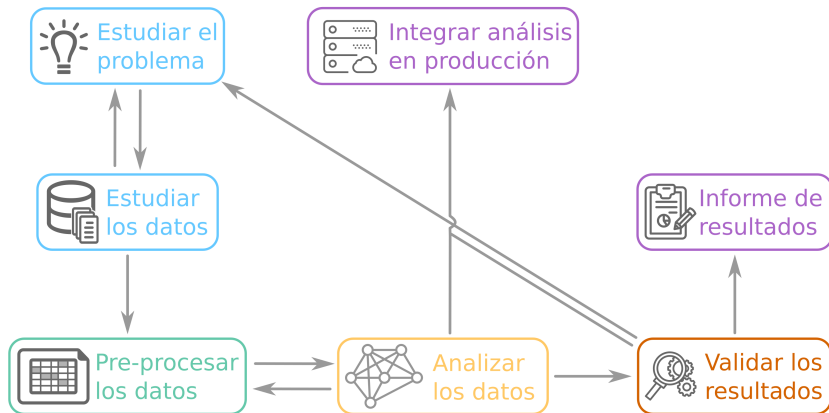 Estudiar el
problema
Integrar análisis
en producción
Estudiar
los datos
Informe de
resultados
Pre-procesar
los datos
Analizar
los datos
Validar los
resultados